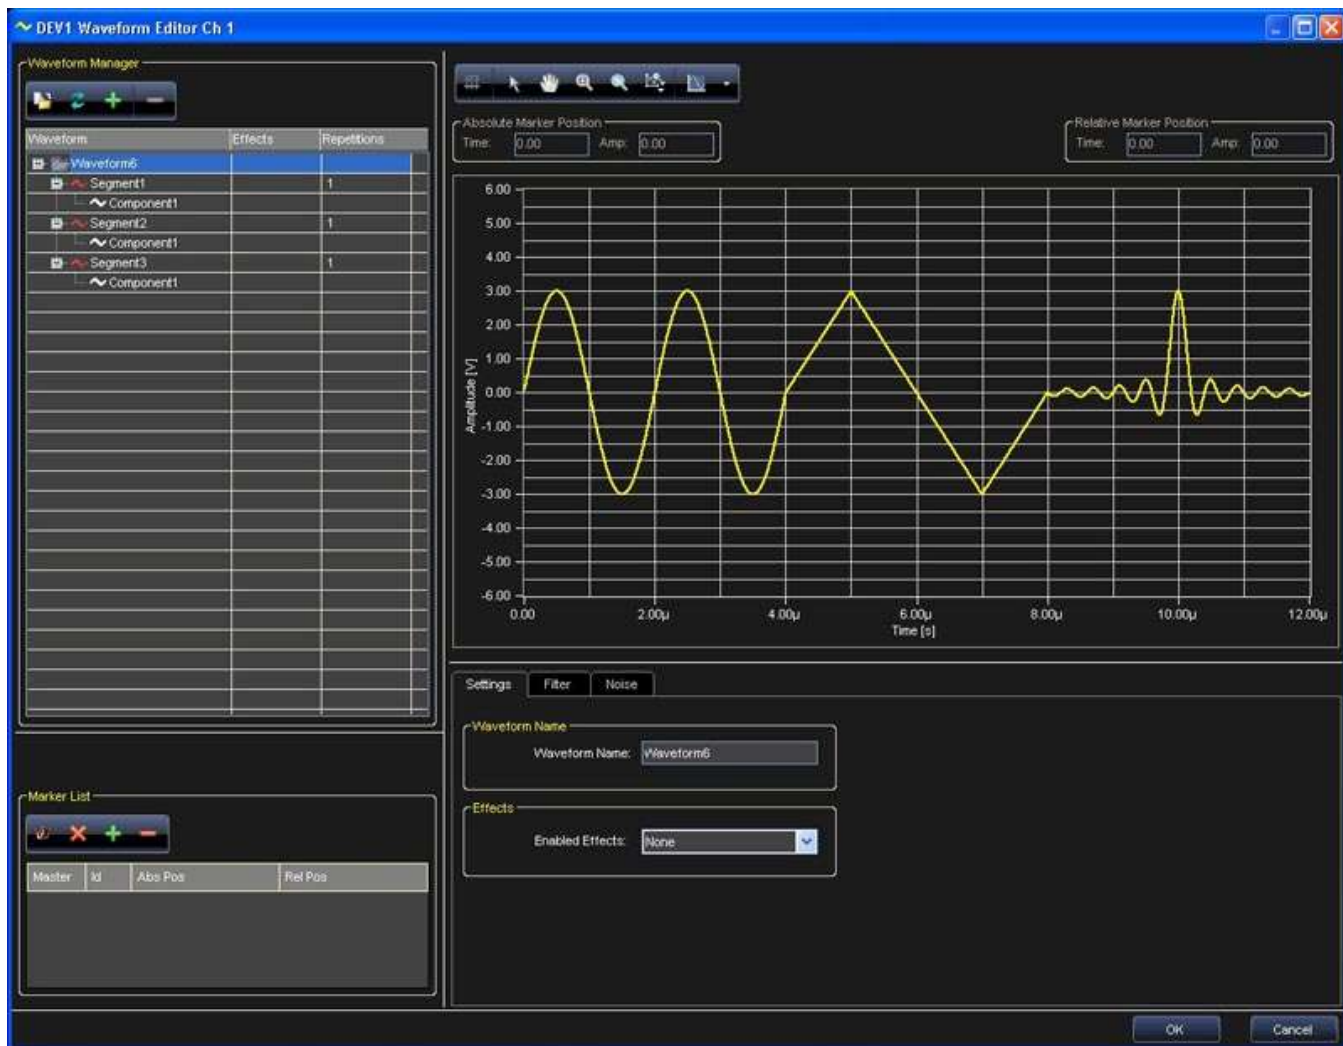 DEV1 Waveform Editor Ch 1
Waveform Manager
Waveform Effects Repetitions
Waveform6
Segment1 1
Component1
Segment2 1
Component1
Segment3 1
Component1
Marker List
Master Id Abs Pos Rel Pos
Absolute Marker Position
Time: 0.00 Amp: 0.00
Relative Marker Position
Time: 0.00 Amp: 0.00
6.00
5.00
4.00
3.00
2.00
1.00
0.00
-1.00
-2.00
-3.00
-4.00
-5.00
-6.00
Amplitude [V]
0.00 2.00µ 4.00µ 6.00µ 8.00µ 10.00µ 12.00µ
Time [s]
Settings Filter Noise
Waveform Name
Waveform Name: Waveform6
Effects
Enabled Effects: None
OK Cancel